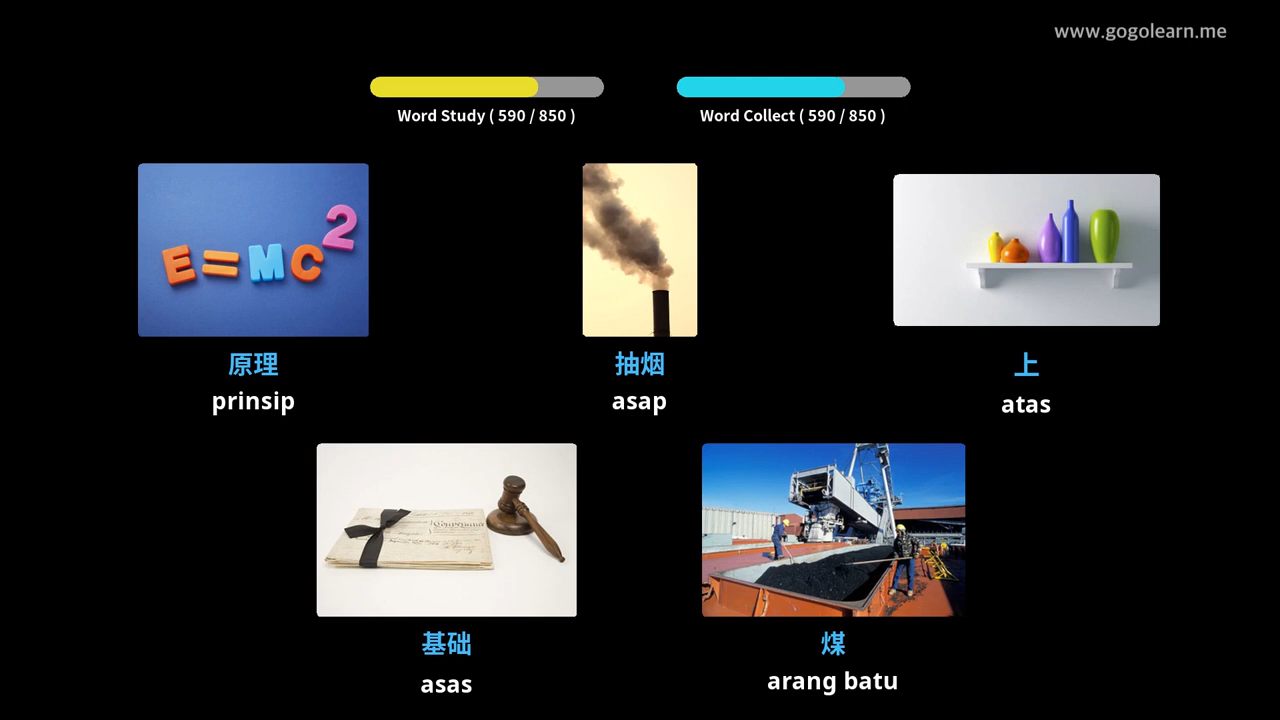 www.gogolearn.me
Word Study ( 590 / 850 )
Word Collect ( 590 / 850 )
E=MC2
原理
prinsip
抽烟
asap
上
atas
基础
asas
煤
arang batu